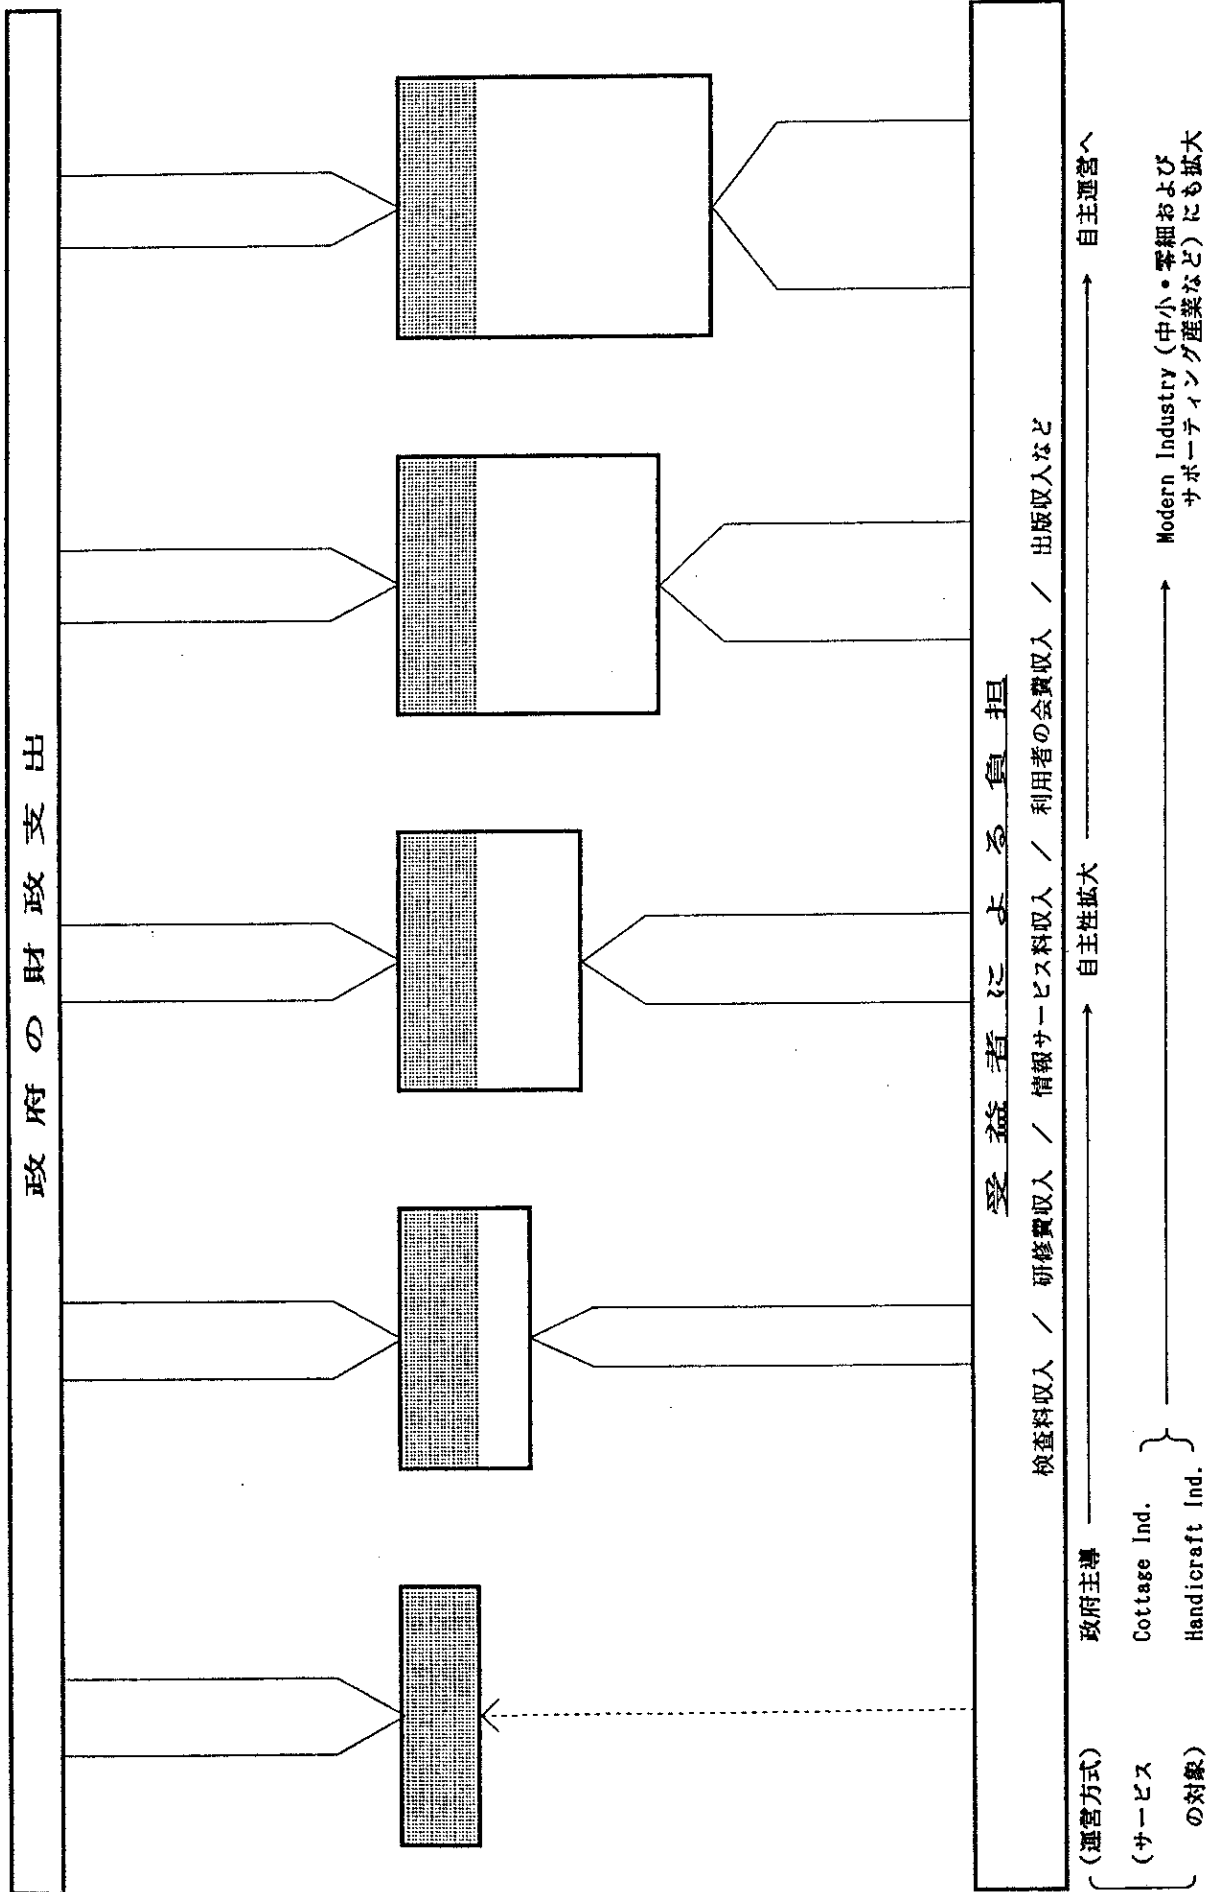 政府の財政支出
受益者による負担
検査料収入 / 研修費収入 / 情報サービス料収入 / 利用者の会費収入 / 出版収入など
(運営方式) 政府主導 自主性拡大 自主運営へ
(サービス Cottage Ind. Modern Industry (中小・零細および
の対象) Handicraft Ind. サポーティング産業など) にも拡大